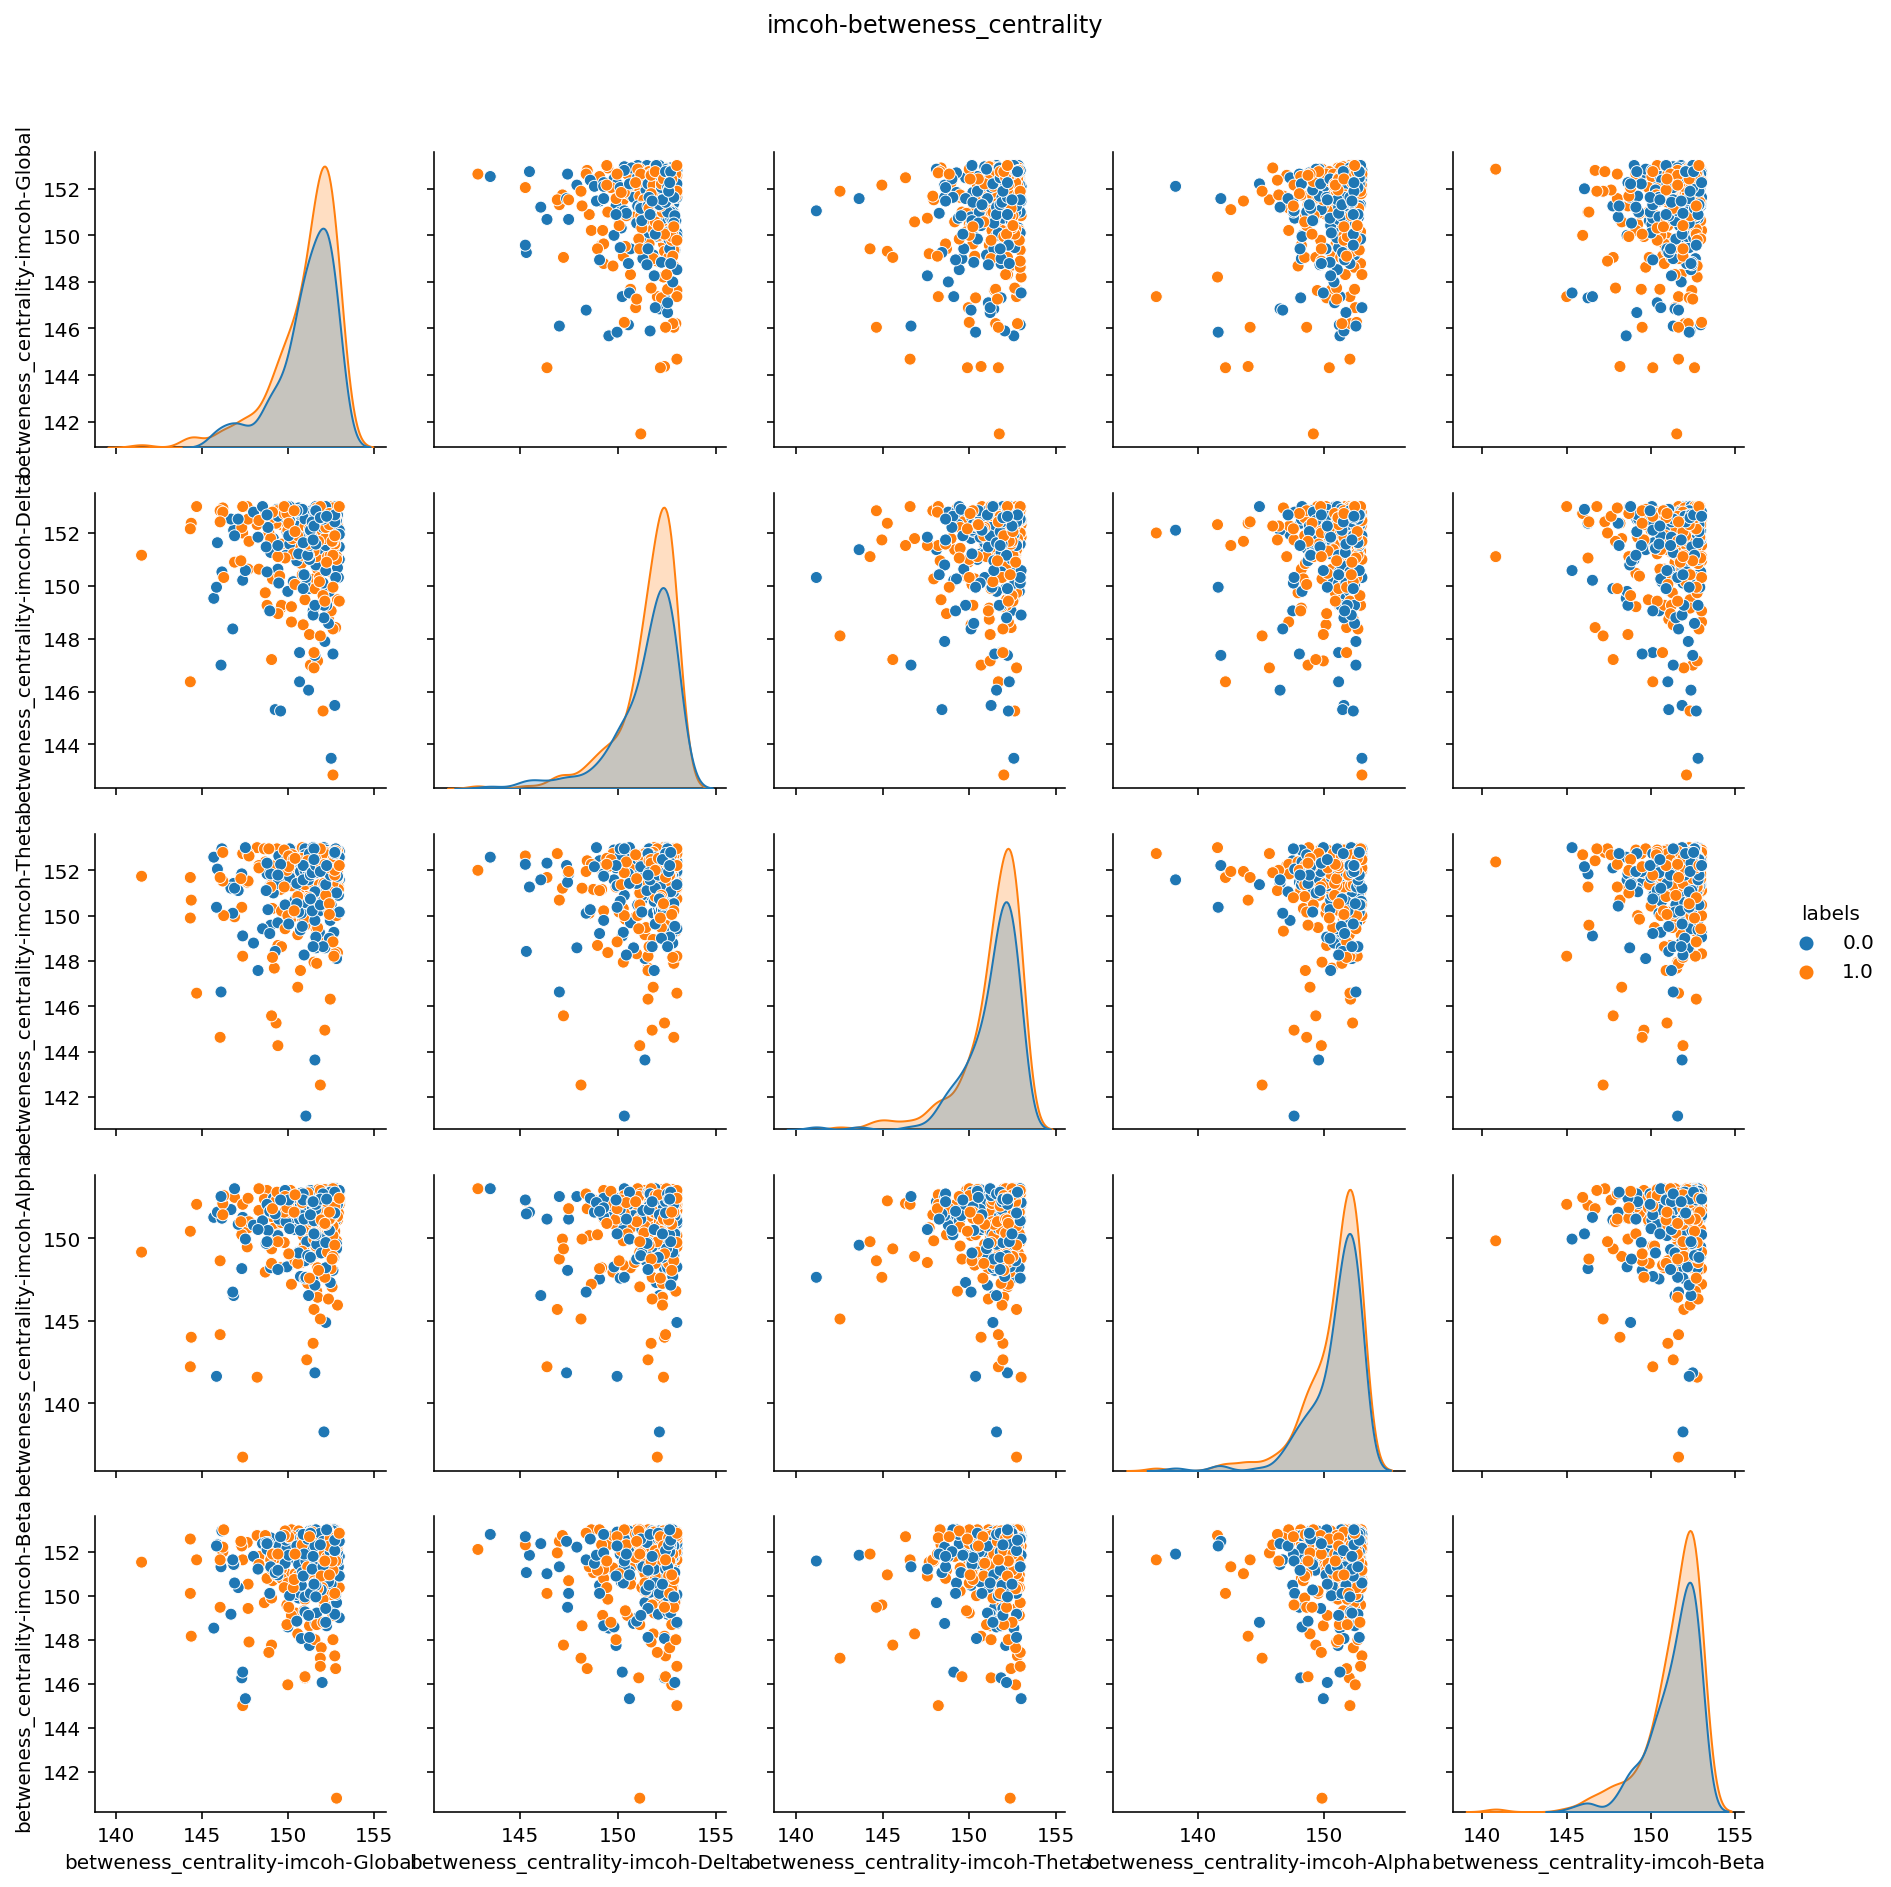 imcoh-betweness_centrality
betweness_centrality-imcoh-Global
152
150
148
146
144
142
betweness_centrality-imcoh-Delta
152
150
148
146
144
betweness_centrality-imcoh-Theta
152
150
148
146
144
142
labels
0.0
1.0
betweness_centrality-imcoh-Alpha
150
145
140
betweness_centrality-imcoh-Beta
152
150
148
146
144
142
140 145 150 155
145 150 155
140 145 150 155
140 150
140 145 150 155
betweness_centrality-imcoh-Global
betweness_centrality-imcoh-Delta
betweness_centrality-imcoh-Theta
betweness_centrality-imcoh-Alpha
betweness_centrality-imcoh-Beta